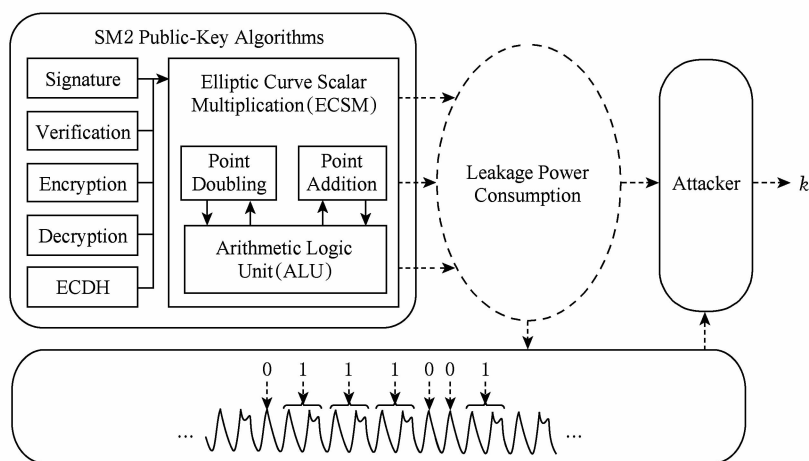 SM2 Public-Key Algorithms
Signature
Verification
Encryption
Decryption
ECDH
Elliptic Curve Scalar
Multiplication(ECSM)
Point
Doubling
Point
Addition
Arithmetic Logic
Unit(ALU)
Leakage Power
Consumption
Attacker
k
0 1 1 1 0 0 1
... ...